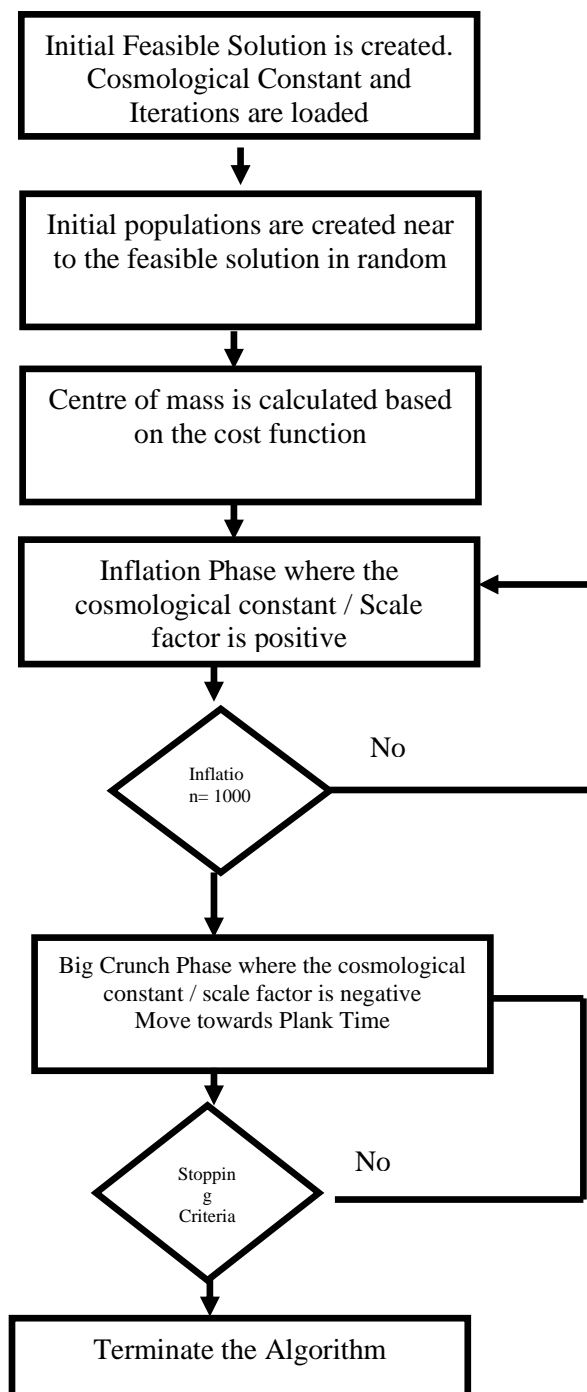 Initial Feasible Solution is created.
Cosmological Constant and
Iterations are loaded
Initial populations are created near
to the feasible solution in random
Centre of mass is calculated based
on the cost function
Inflation Phase where the
cosmological constant / Scale
factor is positive
No
Inflatio
n= 1000
Big Crunch Phase where the cosmological
constant / scale factor is negative
Move towards Plank Time
No
Stoppin
g
Criteria
Terminate the Algorithm